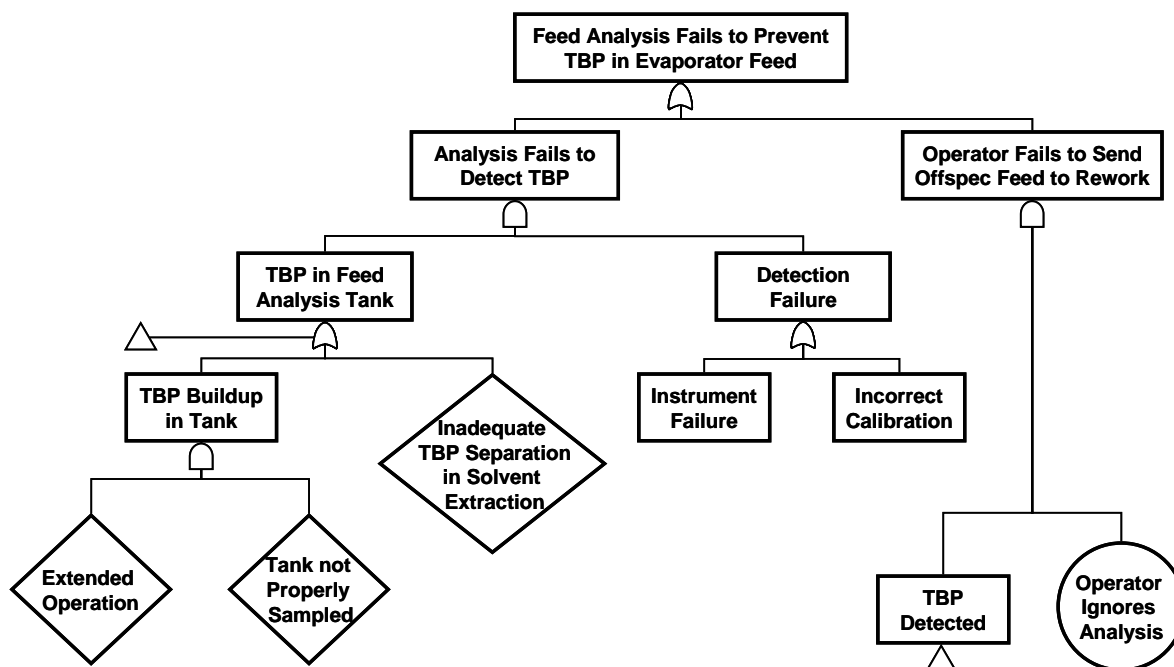 Feed Analysis Fails to Prevent
TBP in Evaporator Feed
Analysis Fails to
Detect TBP
Operator Fails to Send
Offspec Feed to Rework
TBP in Feed
Analysis Tank
Detection
Failure
TBP Buildup
in Tank
Inadequate
TBP Separation
in Solvent
Extraction
Instrument
Failure
Incorrect
Calibration
Extended
Operation
Tank not
Properly
Sampled
TBP
Detected
Operator
Ignores
Analysis